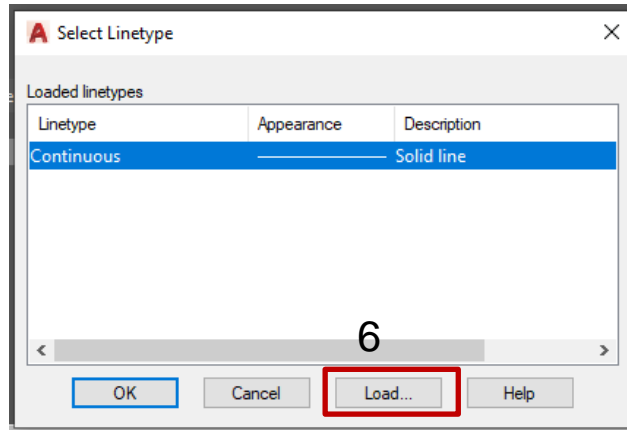 Select Linetype
Loaded linetypes
Linetype Appearance Description
Continuous Solid line
6
OK Cancel Load... Help